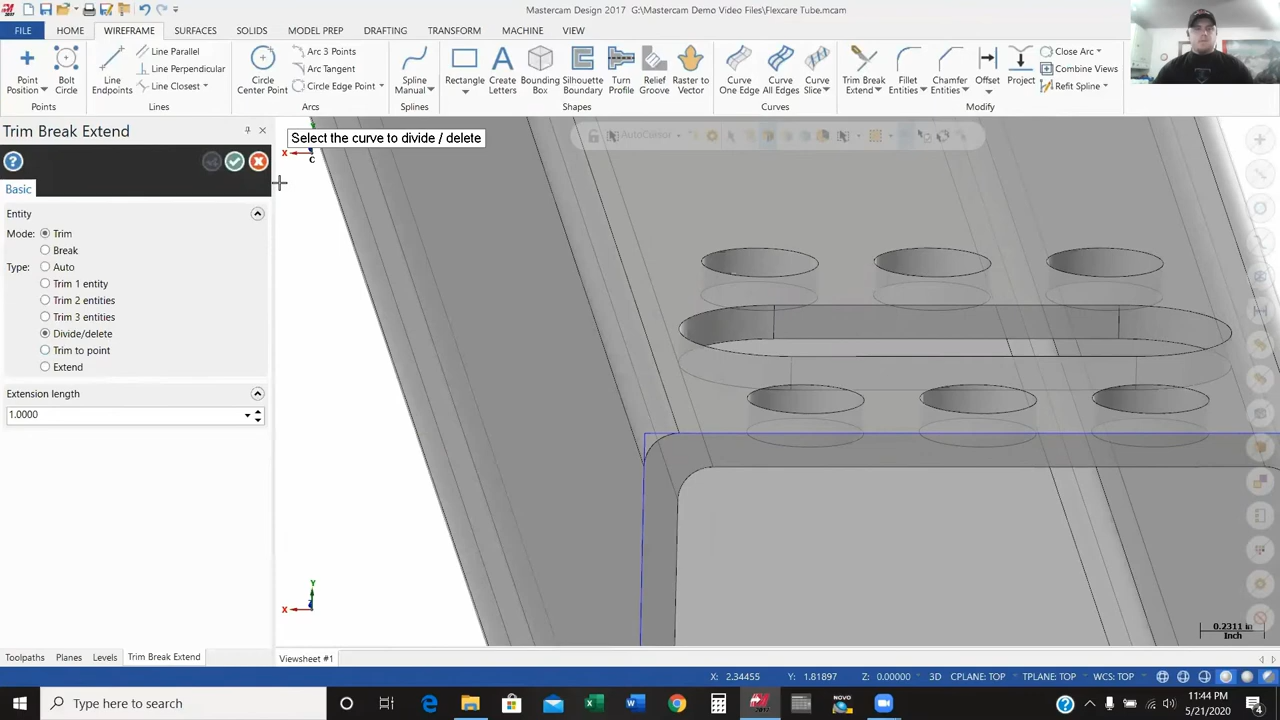 Mastercam Design 2017 G:\Mastercam Demo Video Files\Flexcare Tube.mcam
FILE HOME WIREFRAME SURFACES SOLIDS MODEL PREP DRAFTING TRANSFORM MACHINE VIEW
Point Position
Bolt Circle
Points
Line Endpoints
Line Parallel
Line Perpendicular
Line Closest
Lines
Circle Center Point
Arc 3 Points
Arc Tangent
Circle Edge Point
Arcs
Spline Manual
Splines
Rectangle
Create Letters
Bounding Box
Silhouette Boundary
Turn Profile
Relief Groove
Raster to Vector
Shapes
Curve One Edge
Curve All Edges
Curve Slice
Curves
Trim Break Extend
Fillet Entities
Chamfer Entities
Offset
Project
Close Arc
Combine Views
Refit Spline
Modify
Trim Break Extend
Select the curve to divide / delete
AutoCursor
X
C
Basic
Entity
Mode: Trim
Break
Type: Auto
Trim 1 entity
Trim 2 entities
Trim 3 entities
Divide/delete
Trim to point
Extend
Extension length
1.0000
Y
X
0.2311 in
Inch
Toolpaths Planes Levels Trim Break Extend
Viewsheet #1
X: 2.34455 Y: 1.81897 Z: 0.00000 3D CPLANE: TOP TPLANE: TOP WCS: TOP
Type here to search
11:44 PM
5/21/2020